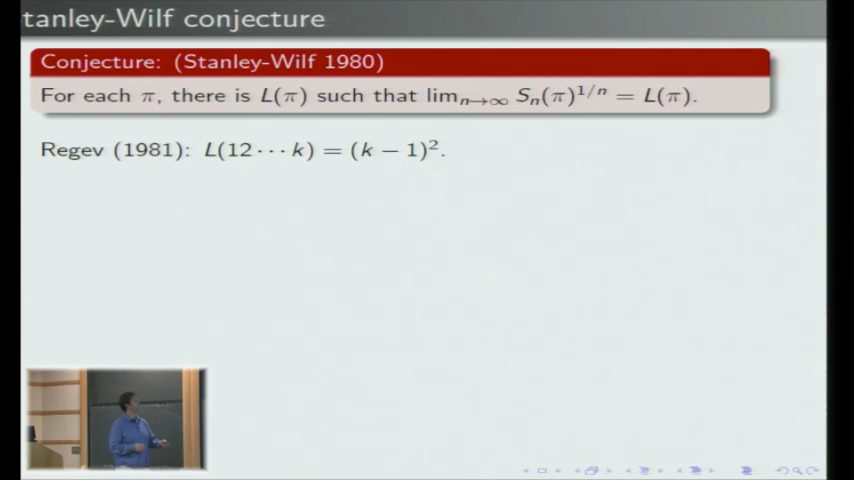 tanley-Wilf conjecture
Conjecture: (Stanley-Wilf 1980)
For each π, there is L(π) such that lim_{n→∞} S_n(π)^{1/n} = L(π).
Regev (1981): L(12 · · · k) = (k − 1)^2.